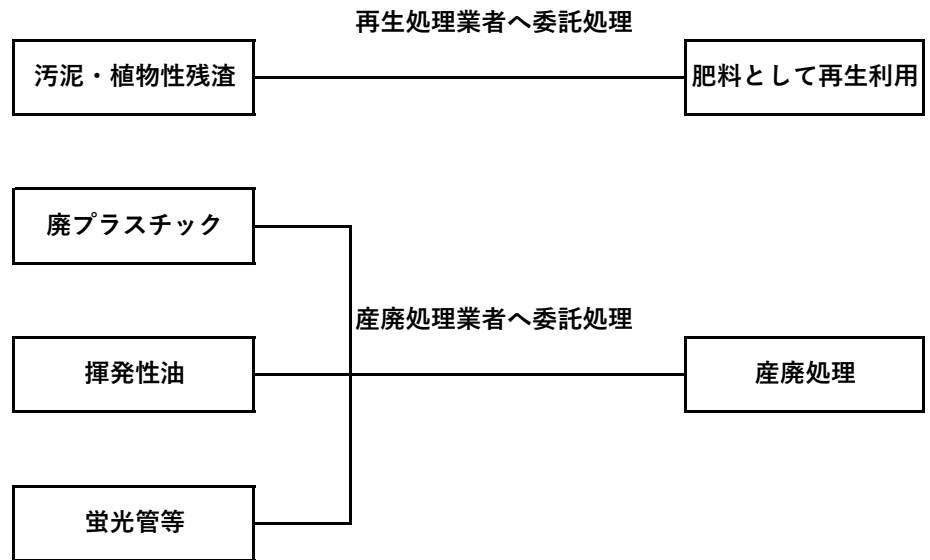 再生処理業者へ委託処理
汚泥・植物性残渣
肥料として再生利用
廃プラスチック
産廃処理業者へ委託処理
揮発性油
産廃処理
蛍光管等